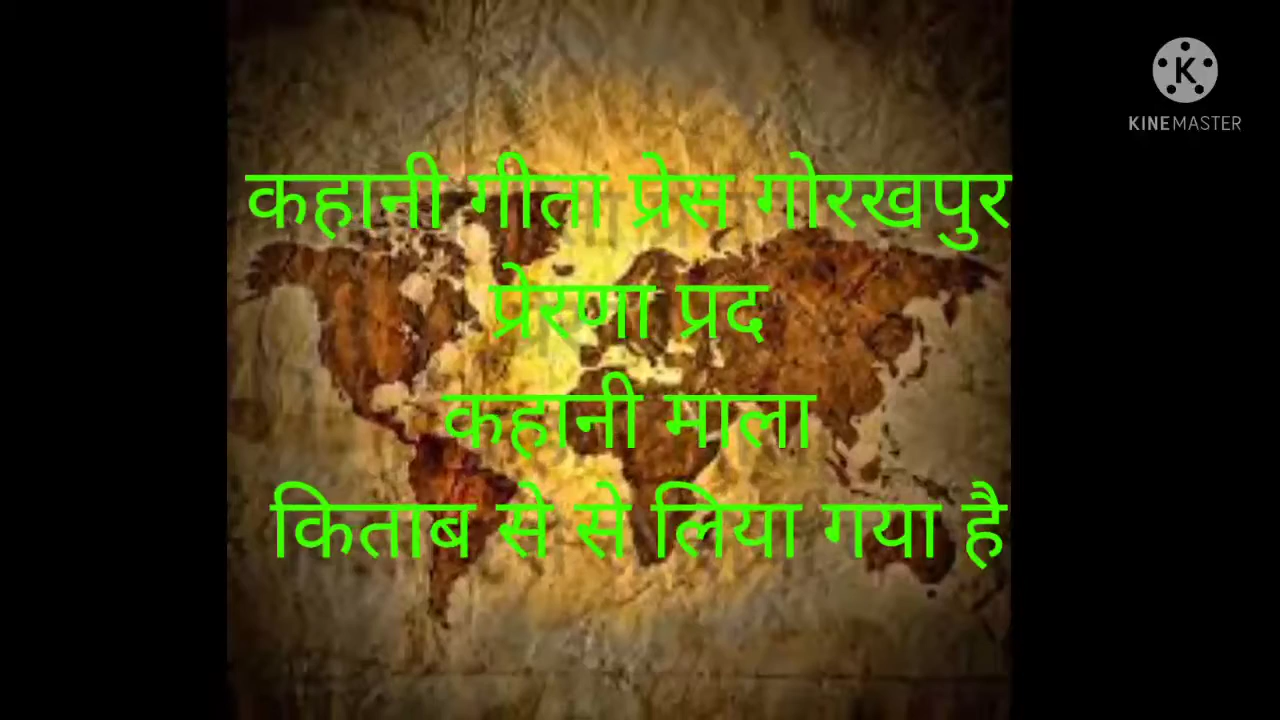 कहानी गीता प्रेस गोरखपुर
प्रेरणा प्रद
कहानी माला
किताब से से लिया गया है
K
KINEMASTER